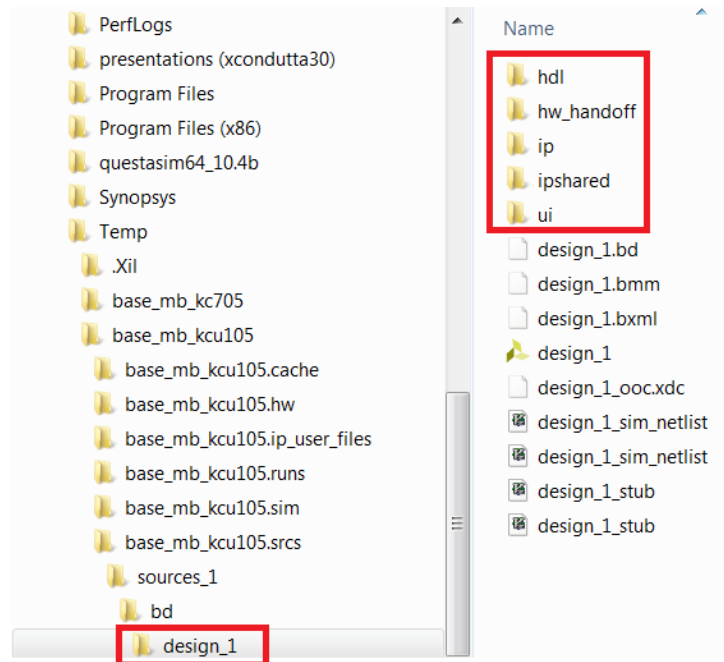 PerfLogs
presentations (xcondutta30)
Program Files
Program Files (x86)
questasim64_10.4b
Synopsys
Temp
.Xil
base_mb_kc705
base_mb_kcu105
base_mb_kcu105.cache
base_mb_kcu105.hw
base_mb_kcu105.ip_user_files
base_mb_kcu105.runs
base_mb_kcu105.sim
base_mb_kcu105.srcs
sources_1
bd
design_1
Name
hdl
hw_handoff
ip
ipshared
ui
design_1.bd
design_1.bmm
design_1.bxml
design_1
design_1_ooc.xdc
design_1_sim_netlist
design_1_sim_netlist
design_1_stub
design_1_stub